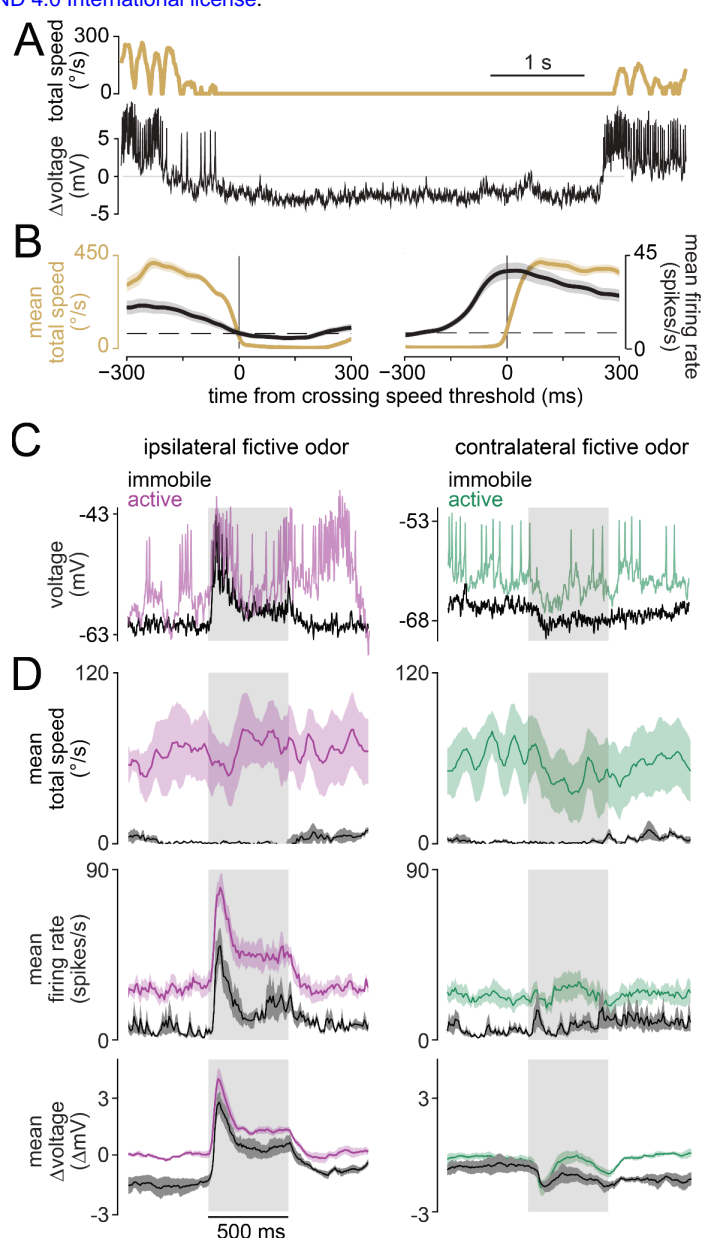 ND 4.0 International license.
A
total speed
(°/s)
300
0
1 s
Δvoltage
(mV)
5
0
-5
B
mean
total speed
(°/s)
450
0
45
0
mean firing rate
(spikes/s)
−300
0
300
−300
0
300
time from crossing speed threshold (ms)
C
ipsilateral fictive odor
contralateral fictive odor
immobile
active
immobile
active
voltage
(mV)
-43
-63
-53
-68
D
mean
total speed
(°/s)
120
0
120
0
mean
firing rate
(spikes/s)
90
0
90
0
mean
Δvoltage
(ΔmV)
3
0
-3
3
-3
500 ms